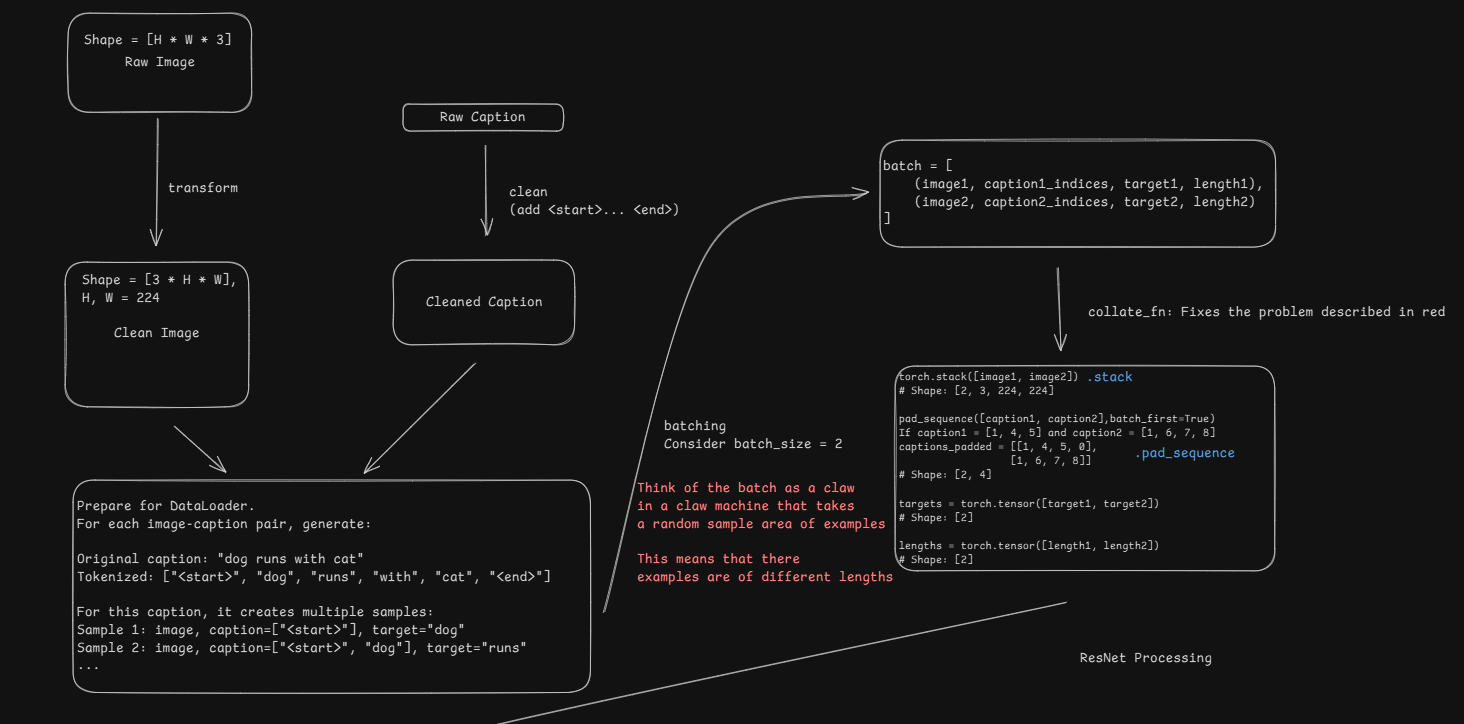 Shape = [H * W * 3]
Raw Image
transform
Shape = [3 * H * W],
H, W = 224
Clean Image
Raw Caption
clean
(add <start>... <end>)
Cleaned Caption
Prepare for DataLoader.
For each image-caption pair, generate:
Original caption: "dog runs with cat"
Tokenized: ["<start>", "dog", "runs", "with", "cat", "<end>"]
For this caption, it creates multiple samples:
Sample 1: image, caption=["<start>"], target="dog"
Sample 2: image, caption=["<start>", "dog"], target="runs"
...
batching
Consider batch_size = 2
Think of the batch as a claw
in a claw machine that takes
a random sample area of examples
This means that there
examples are of different lengths
batch = [
(image1, caption1_indices, target1, length1),
(image2, caption2_indices, target2, length2)
]
collate_fn: Fixes the problem described in red
torch.stack([image1, image2]) .stack
# Shape: [2, 3, 224, 224]
pad_sequence([caption1, caption2],batch_first=True)
If caption1 = [1, 4, 5] and caption2 = [1, 6, 7, 8]
captions_padded = [[1, 4, 5, 0],
.pad_sequence
[1, 6, 7, 8]]
# Shape: [2, 4]
targets = torch.tensor([target1, target2])
# Shape: [2]
lengths = torch.tensor([length1, length2])
# Shape: [2]
ResNet Processing